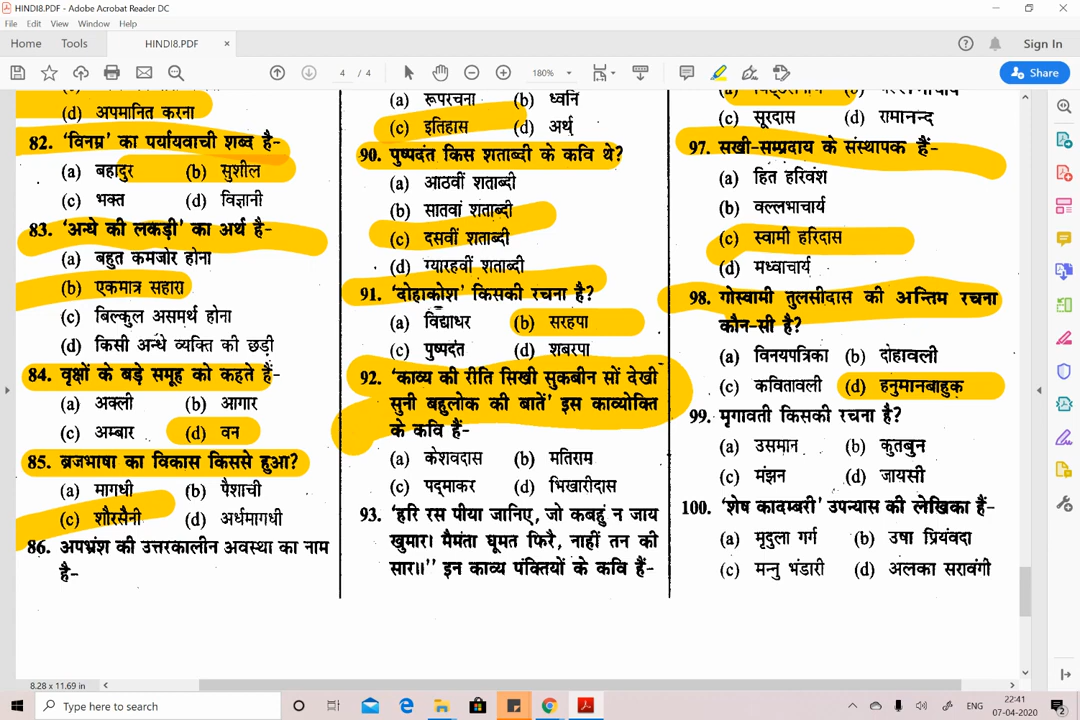 HINDI8.PDF - Adobe Acrobat Reader DC
File Edit View Window Help
Home Tools HINDI8.PDF × Sign In
4 / 4 180% Share
(d) अपमानित करना
82. ‘विनम्र’ का पर्यायवाची शब्द है-
(a) बहादुर (b) सुशील
(c) भक्त (d) विज्ञानी
83. ‘अन्धे की लकड़ी’ का अर्थ है-
(a) बहुत कमजोर होना
(b) एकमात्र सहारा
(c) बिल्कुल असमर्थ होना
(d) किसी अन्धे व्यक्ति की छड़ी
84. वृक्षों के बड़े समूह को कहते हैं-
(a) अवली (b) आगार
(c) अम्बार (d) वन
85. ब्रजभाषा का विकास किससे हुआ?
(a) मागधी (b) पैशाची
(c) शौरसैनी (d) अर्धमागधी
86. अपभ्रंश की उत्तरकालीन अवस्था का नाम
है-
(a) रूपरचना (b) ध्वनि
(c) इतिहास (d) अर्थ
90. पुष्पदंत किस शताब्दी के कवि थे?
(a) आठवीं शताब्दी
(b) सातवां शताब्दी
(c) दसवीं शताब्दी
(d) ग्यारहवीं शताब्दी
91. ‘दोहाकोश’ किसकी रचना है?
(a) विद्याधर (b) सरहपा
(c) पुष्पदंत (d) शबरपा
92. ‘काव्य की रीति सिखी सुकबीन सों देखी
सुनी बहुलोक की बातें’ इस काव्योक्ति
के कवि हैं-
(a) केशवदास (b) मतिराम
(c) पद्माकर (d) भिखारीदास
93. ‘हरि रस पीया जानिए, जो कबहुं न जाय
खुमार। मैमंता घूमत फिरै, नाहीं तन की
सार॥’’ इन काव्य पंक्तियों के कवि हैं-
(c) सूरदास (d) रामानन्द
97. सखी-सम्प्रदाय के संस्थापक हैं-
(a) हित हरिवंश
(b) वल्लभाचार्य
(c) स्वामी हरिदास
(d) मध्वाचार्य
98. गोस्वामी तुलसीदास की अन्तिम रचना
कौन-सी है?
(a) विनयपत्रिका (b) दोहावली
(c) कवितावली (d) हनुमानबाहुक
99. मृगावती किसकी रचना है?
(a) उसमान (b) कुतबुन
(c) मंझन (d) जायसी
100. ‘शेष कादम्बरी’ उपन्यास की लेखिका हैं-
(a) मृदुला गर्ग (b) उषा प्रियंवदा
(c) मन्नु भंडारी (d) अलका सरावंगी
8.28 x 11.69 in
Type here to search
ENG 22:41
07-04-2020
2